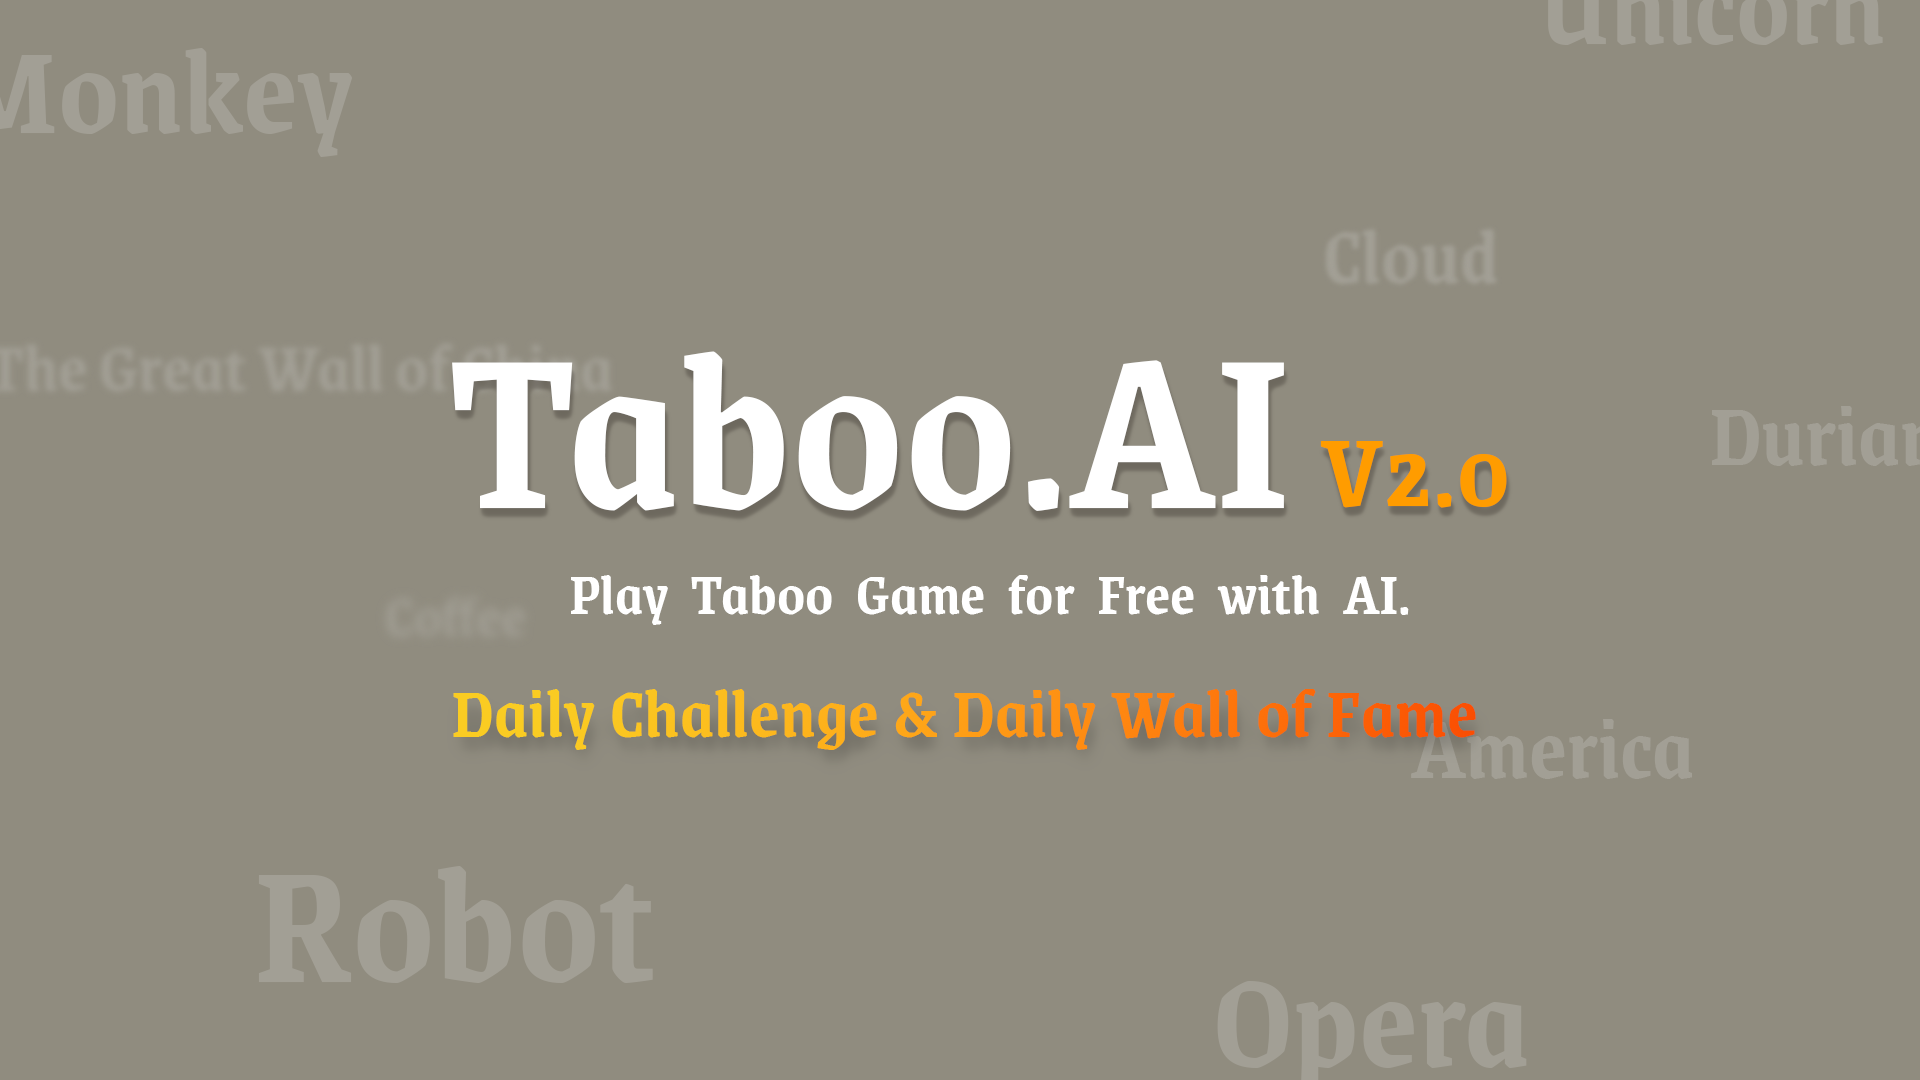 Unicorn
Monkey
Cloud
The Great Wall of China
Taboo.AI V2.0
Durian
Play Taboo Game for Free with AI.
Coffee
Daily Challenge & Daily Wall of Fame
America
Robot
Opera